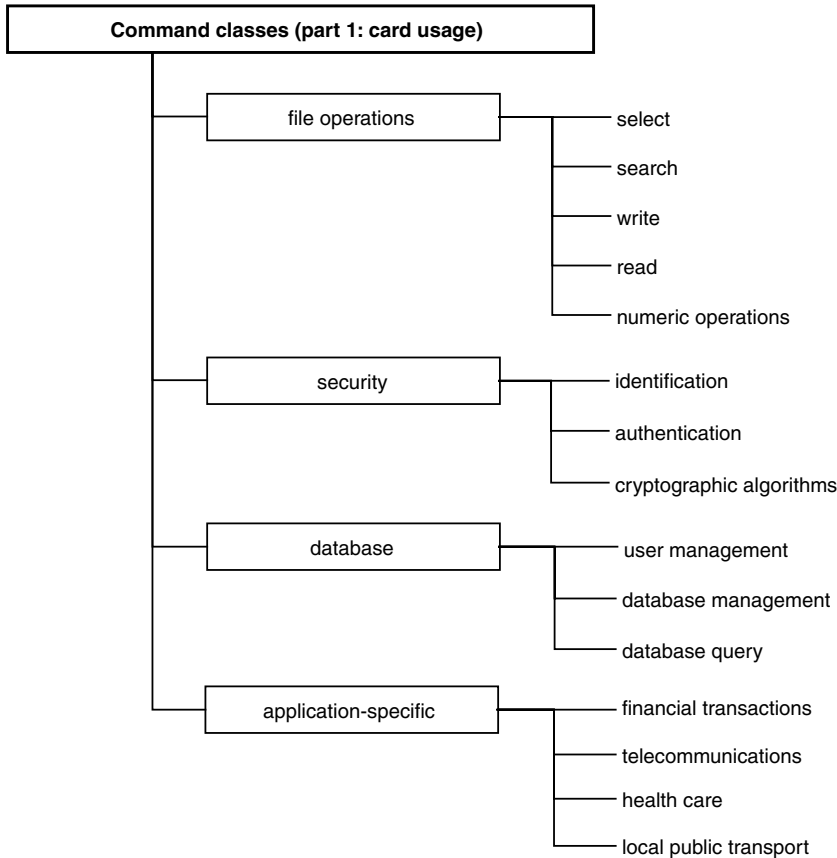 Command classes (part 1: card usage)
file operations
select
search
write
read
numeric operations
security
identification
authentication
cryptographic algorithms
database
user management
database management
database query
application-specific
financial transactions
telecommunications
health care
local public transport